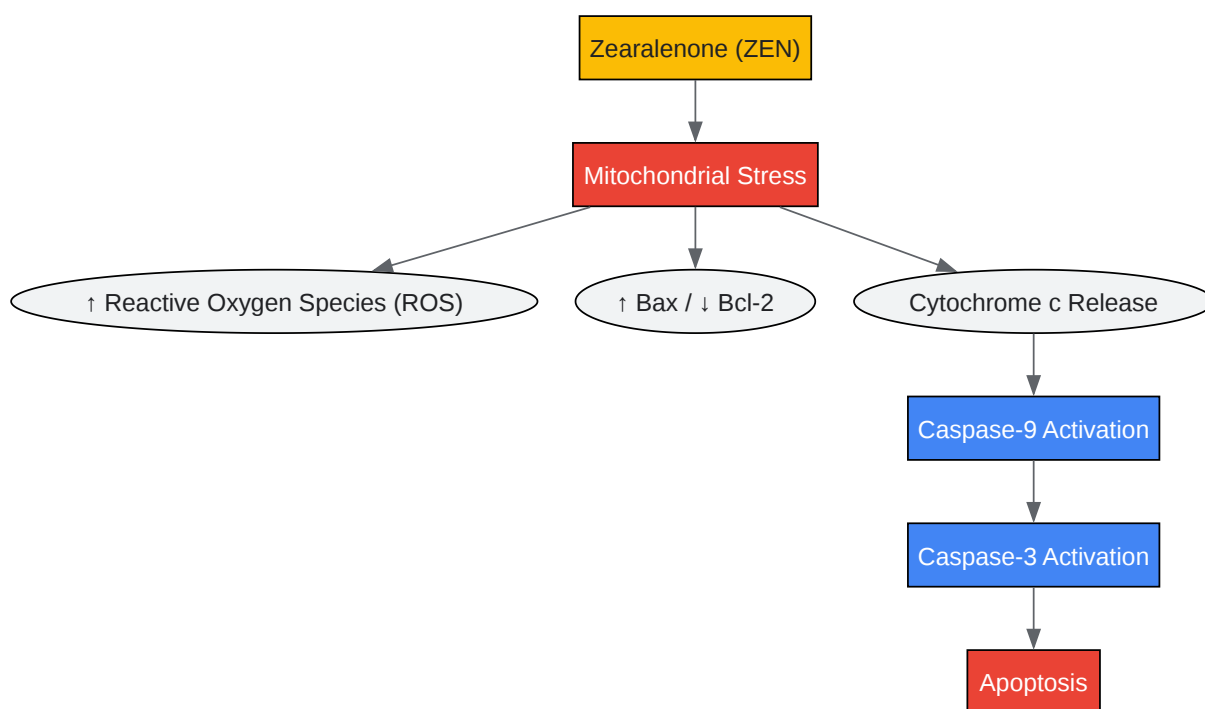 Zearalenone (ZEN)
Mitochondrial Stress
↑ Reactive Oxygen Species (ROS)
↑ Bax / ↓ Bcl-2
Cytochrome c Release
Caspase-9 Activation
Caspase-3 Activation
Apoptosis